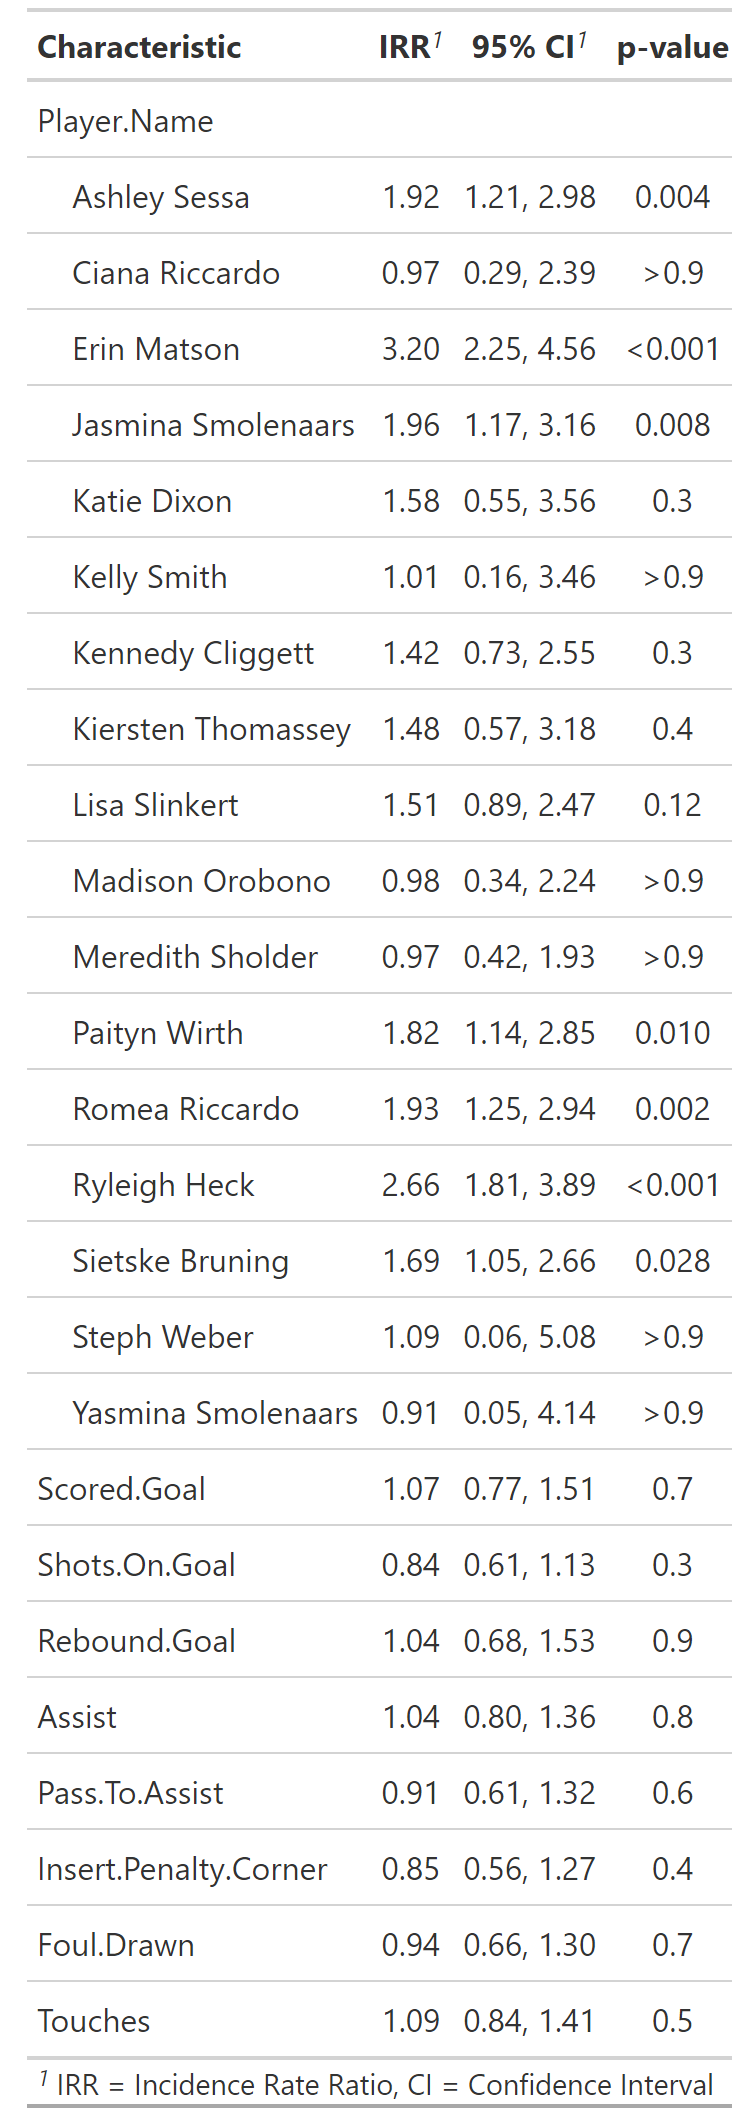 Characteristic IRR¹ 95% CI¹ p-value
Player.Name
Ashley Sessa 1.92 1.21, 2.98 0.004
Ciana Riccardo 0.97 0.29, 2.39 >0.9
Erin Matson 3.20 2.25, 4.56 <0.001
Jasmina Smolenaars 1.96 1.17, 3.16 0.008
Katie Dixon 1.58 0.55, 3.56 0.3
Kelly Smith 1.01 0.16, 3.46 >0.9
Kennedy Cliggett 1.42 0.73, 2.55 0.3
Kiersten Thomassey 1.48 0.57, 3.18 0.4
Lisa Slinkert 1.51 0.89, 2.47 0.12
Madison Orobono 0.98 0.34, 2.24 >0.9
Meredith Sholder 0.97 0.42, 1.93 >0.9
Paityn Wirth 1.82 1.14, 2.85 0.010
Romea Riccardo 1.93 1.25, 2.94 0.002
Ryleigh Heck 2.66 1.81, 3.89 <0.001
Sietske Bruning 1.69 1.05, 2.66 0.028
Steph Weber 1.09 0.06, 5.08 >0.9
Yasmina Smolenaars 0.91 0.05, 4.14 >0.9
Scored.Goal 1.07 0.77, 1.51 0.7
Shots.On.Goal 0.84 0.61, 1.13 0.3
Rebound.Goal 1.04 0.68, 1.53 0.9
Assist 1.04 0.80, 1.36 0.8
Pass.To.Assist 0.91 0.61, 1.32 0.6
Insert.Penalty.Corner 0.85 0.56, 1.27 0.4
Foul.Drawn 0.94 0.66, 1.30 0.7
Touches 1.09 0.84, 1.41 0.5
¹ IRR = Incidence Rate Ratio, CI = Confidence Interval